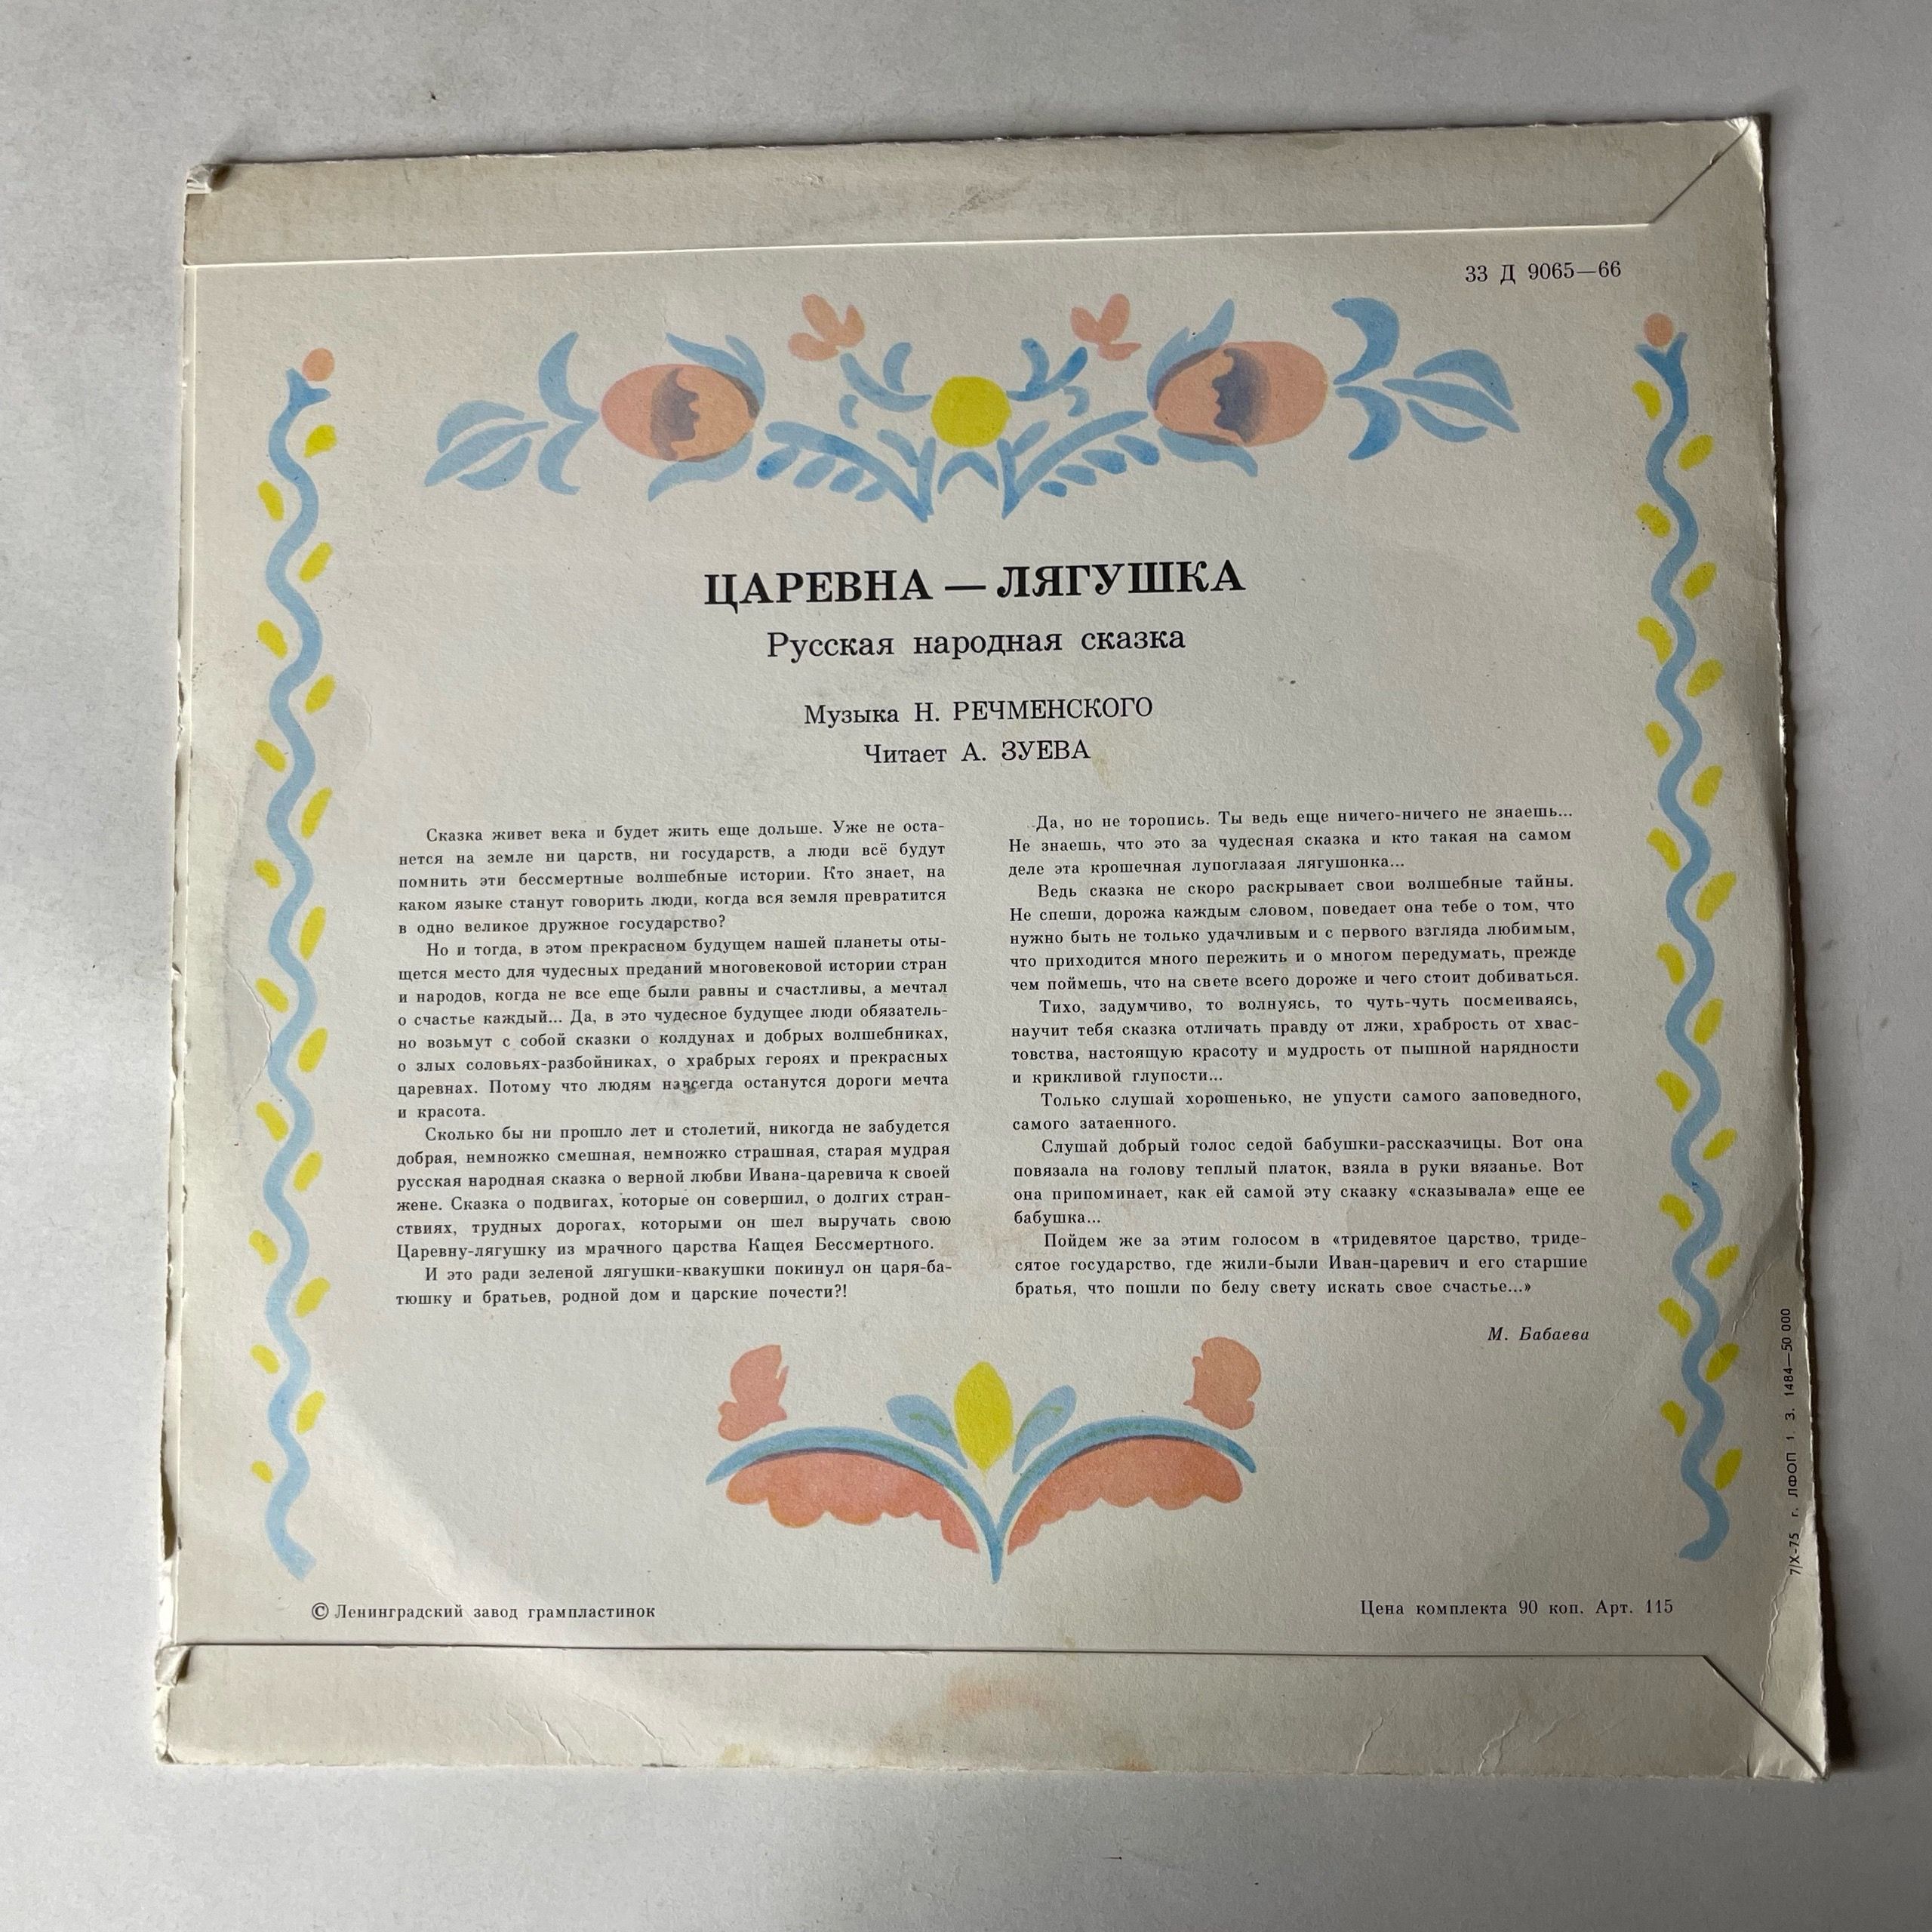 33 Д 9065—66
ЦАРЕВНА — ЛЯГУШКА
Русская народная сказка
Музыка Н. РЕЧМЕНСКОГО
Читает А. ЗУЕВА
Сказка живет века и будет жить еще дольше. Уже не оста-
нется на земле ни царств, ни государств, а люди всё будут
помнить эти бессмертные волшебные истории. Кто знает, на
каком языке станут говорить люди, когда вся земля превратится
в одно великое дружное государство?
Но и тогда, в этом прекрасном будущем нашей планеты оты-
щется место для чудесных преданий многовековой истории стран
и народов, когда не все еще были равны и счастливы, а мечтал
о счастье каждый... Да, в это чудесное будущее люди обязатель-
но возьмут с собой сказки о колдунах и добрых волшебниках,
о злых соловьях-разбойниках, о храбрых героях и прекрасных
царевнах. Потому что людям навсегда останутся дороги мечта
и красота.
Сколько бы ни прошло лет и столетий, никогда не забудется
добрая, немножко смешная, немножко страшная, старая мудрая
русская народная сказка о верной любви Ивана-царевича к своей
жене. Сказка о подвигах, которые он совершил, о долгих стран-
ствиях, трудных дорогах, которыми он шел выручать свою
Царевну-лягушку из мрачного царства Кащея Бессмертного.
И это ради зеленой лягушки-квакушки покинул он царя-ба-
тюшку и братьев, родной дом и царские почести?!
Да, но не торопись. Ты ведь еще ничего-ничего не знаешь...
Не знаешь, что это за чудесная сказка и кто такая на самом
деле эта крошечная лупоглазая лягушонка...
Ведь сказка не скоро раскрывает свои волшебные тайны.
Не спеши, дорожа каждым словом, поведает она тебе о том, что
нужно быть не только удачливым и с первого взгляда любимым,
что приходится много пережить и о многом передумать, прежде
чем поймешь, что на свете всего дороже и чего стоит добиваться.
Тихо, задумчиво, то волнуясь, то чуть-чуть посмеиваясь,
научит тебя сказка отличать правду от лжи, храбрость от хвас-
товства, настоящую красоту и мудрость от пышной нарядности
и крикливой глупости...
Только слушай хорошенько, не упусти самого заповедного,
самого затаенного.
Слушай добрый голос седой бабушки-рассказчицы. Вот она
повязала на голову теплый платок, взяла в руки вязанье. Вот
она припоминает, как ей самой эту сказку «сказывала» еще ее
бабушка...
Пойдем же за этим голосом в «тридевятое царство, триде-
сятое государство, где жили-были Иван-царевич и его старшие
братья, что пошли по белу свету искать свое счастье...»
М. Бабаева
7/X-75 г. ЛФОП 1 З. 1484—50 000
© Ленинградский завод грампластинок
Цена комплекта 90 коп. Арт. 115